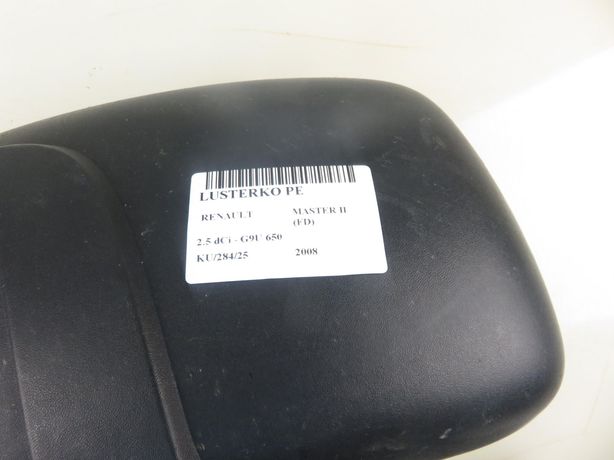 LUSTERKO PE
RENAULT MASTER II
(FD)
2.5 dCi - G9U 650
KU/284/25 2008